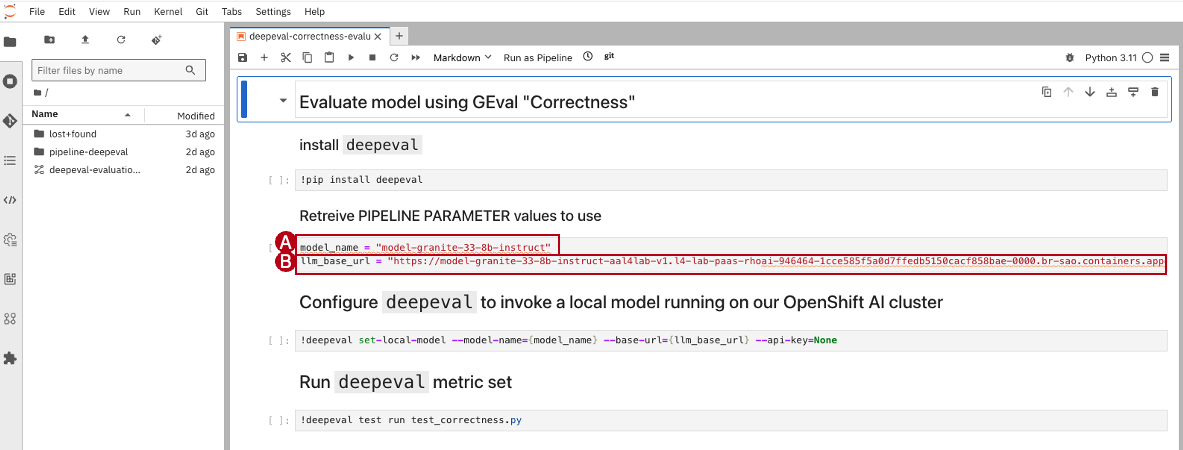 File Edit View Run Kernel Git Tabs Settings Help
deepeval-correctness-evalu
Filter files by name
/
Name Modified
lost+found 3d ago
pipeline-deepeval 2d ago
deepeval-evaluatio... 2d ago
Markdown Run as Pipeline git Python 3.11
Evaluate model using GEval "Correctness"
install deepeval
[ ]: !pip install deepeval
Retreive PIPELINE PARAMETER values to use
A model_name = "model-granite-33-8b-instruct"
B llm_base_url = "https://model-granite-33-8b-instruct-aal4lab-v1.l4-lab-paas-rhoai-946464-1cce585f5a0d7ffedb5150cacf858bae-0000.br-sao.containers.app
Configure deepeval to invoke a local model running on our OpenShift AI cluster
[ ]: !deepeval set-local-model --model-name={model_name} --base-url={llm_base_url} --api-key=None
Run deepeval metric set
[ ]: !deepeval test run test_correctness.py